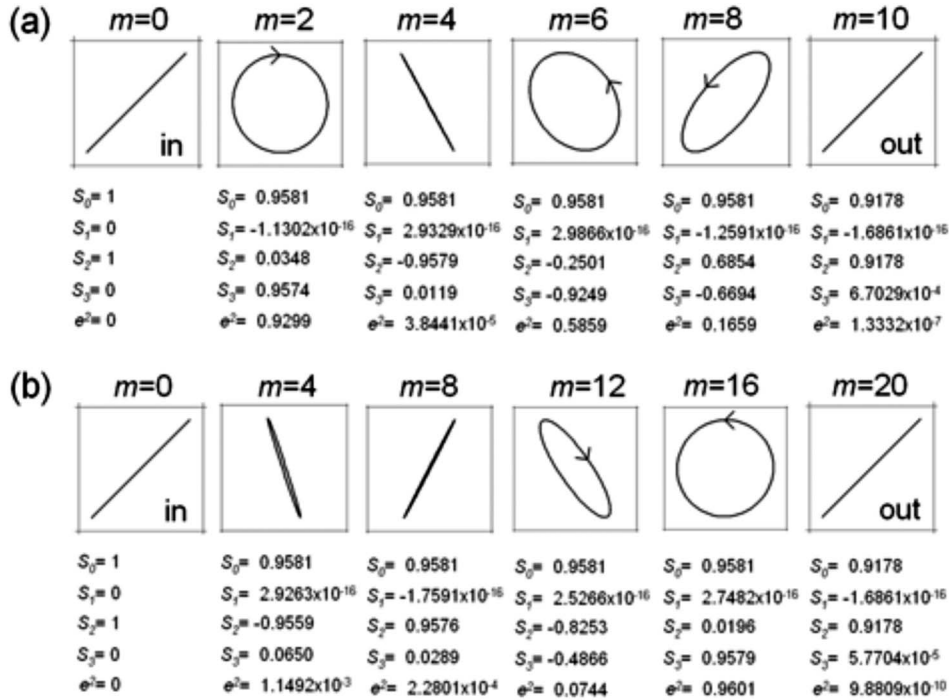 (a) m=0 m=2 m=4 m=6 m=8 m=10
in out
S₀= 1 S₀= 0.9581 S₀= 0.9581 S₀= 0.9581 S₀= 0.9581 S₀= 0.9178
S₁= 0 S₁= -1.1302x10⁻¹⁶ S₁= 2.9329x10⁻¹⁶ S₁= 2.9866x10⁻¹⁶ S₁= -1.2591x10⁻¹⁶ S₁= -1.6861x10⁻¹⁶
S₂= 1 S₂= 0.0348 S₂= -0.9579 S₂= -0.2501 S₂= 0.6854 S₂= 0.9178
S₃= 0 S₃= 0.9574 S₃= 0.0119 S₃= -0.9249 S₃= -0.6694 S₃= 6.7029x10⁻⁴
e²= 0 e²= 0.9299 e²= 3.8441x10⁻⁵ e²= 0.5859 e²= 0.1659 e²= 1.3332x10⁻⁷
(b) m=0 m=4 m=8 m=12 m=16 m=20
in out
S₀= 1 S₀= 0.9581 S₀= 0.9581 S₀= 0.9581 S₀= 0.9581 S₀= 0.9178
S₁= 0 S₁= 2.9263x10⁻¹⁶ S₁= -1.7591x10⁻¹⁶ S₁= 2.5266x10⁻¹⁶ S₁= 2.7482x10⁻¹⁶ S₁= -1.6861x10⁻¹⁶
S₂= 1 S₂= -0.9559 S₂= 0.9576 S₂= -0.8253 S₂= 0.0196 S₂= 0.9178
S₃= 0 S₃= 0.0650 S₃= 0.0289 S₃= -0.4866 S₃= 0.9579 S₃= 5.7704x10⁻⁵
e²= 0 e²= 1.1492x10⁻³ e²= 2.2801x10⁻⁴ e²= 0.0744 e²= 0.9601 e²= 9.8809x10⁻¹⁰